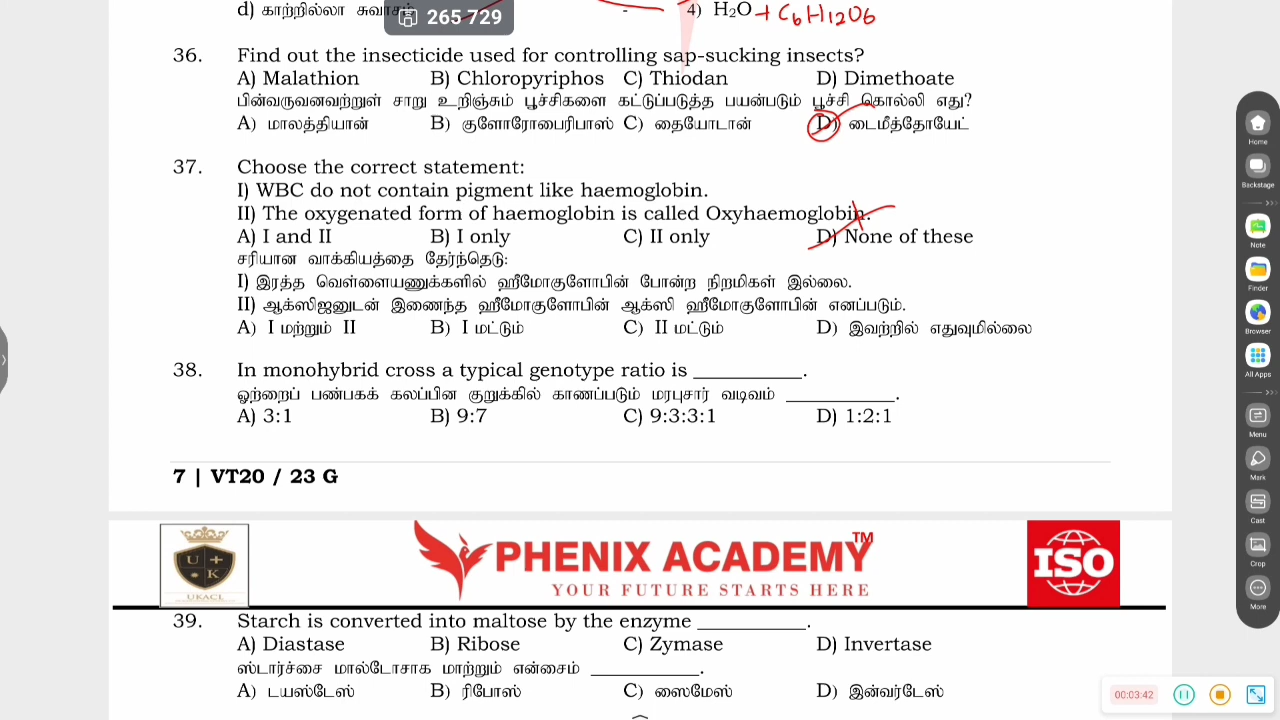 d) காற்றில்லா சுவாசம் - 4) H₂O + C₆H₁₂O₆
265 729
36. Find out the insecticide used for controlling sap-sucking insects?
A) Malathion B) Chloropyriphos C) Thiodan D) Dimethoate
பின்வருவனவற்றுள் சாறு உறிஞ்சும் பூச்சிகளை கட்டுப்படுத்த பயன்படும் பூச்சி கொல்லி எது?
A) மாலத்தியான் B) குளோரோபைரிபாஸ் C) தையோடான் D) டைமீத்தோயேட்
37. Choose the correct statement:
I) WBC do not contain pigment like haemoglobin.
II) The oxygenated form of haemoglobin is called Oxyhaemoglobin.
A) I and II B) I only C) II only D) None of these
சரியான வாக்கியத்தை தேர்ந்தெடு:
I) இரத்த வெள்ளையணுக்களில் ஹீமோகுளோபின் போன்ற நிறமிகள் இல்லை.
II) ஆக்ஸிஜனுடன் இணைந்த ஹீமோகுளோபின் ஆக்ஸி ஹீமோகுளோபின் எனப்படும்.
A) I மற்றும் II B) I மட்டும் C) II மட்டும் D) இவற்றில் எதுவுமில்லை
38. In monohybrid cross a typical genotype ratio is __________.
ஒற்றைப் பண்பகக் கலப்பின குறுக்கில் காணப்படும் மரபுசார் வடிவம் __________.
A) 3:1 B) 9:7 C) 9:3:3:1 D) 1:2:1
7 | VT20 / 23 G
U K
UKACL
PHENIX ACADEMY™
YOUR FUTURE STARTS HERE
ISO
39. Starch is converted into maltose by the enzyme __________.
A) Diastase B) Ribose C) Zymase D) Invertase
ஸ்டார்ச்சை மால்டோசாக மாற்றும் என்சைம் __________.
A) டயஸ்டேஸ் B) ரிபோஸ் C) ஸைமேஸ் D) இன்வர்டேஸ்
Home
Backstage
Note
Finder
Browser
All Apps
Menu
Mark
Cast
Crop
More
00:03:42